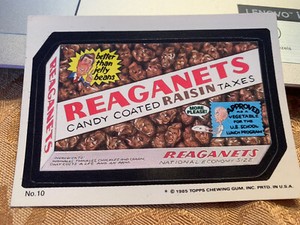 LENOVO
better
than
jelly
beans
REAGANETS
REAGANETS
CANDY COATED RAISIN TAXES
MORE
PLEASE!
APPROVED
AS A
VEGETABLE
FOR THE
U.S. SCHOOL
LUNCH PROGRAM
REAGANETS
NATIONAL ECONOMY SIZE
No. 10
© 1985 TOPPS CHEWING GUM, INC. PRTD. IN U.S.A.